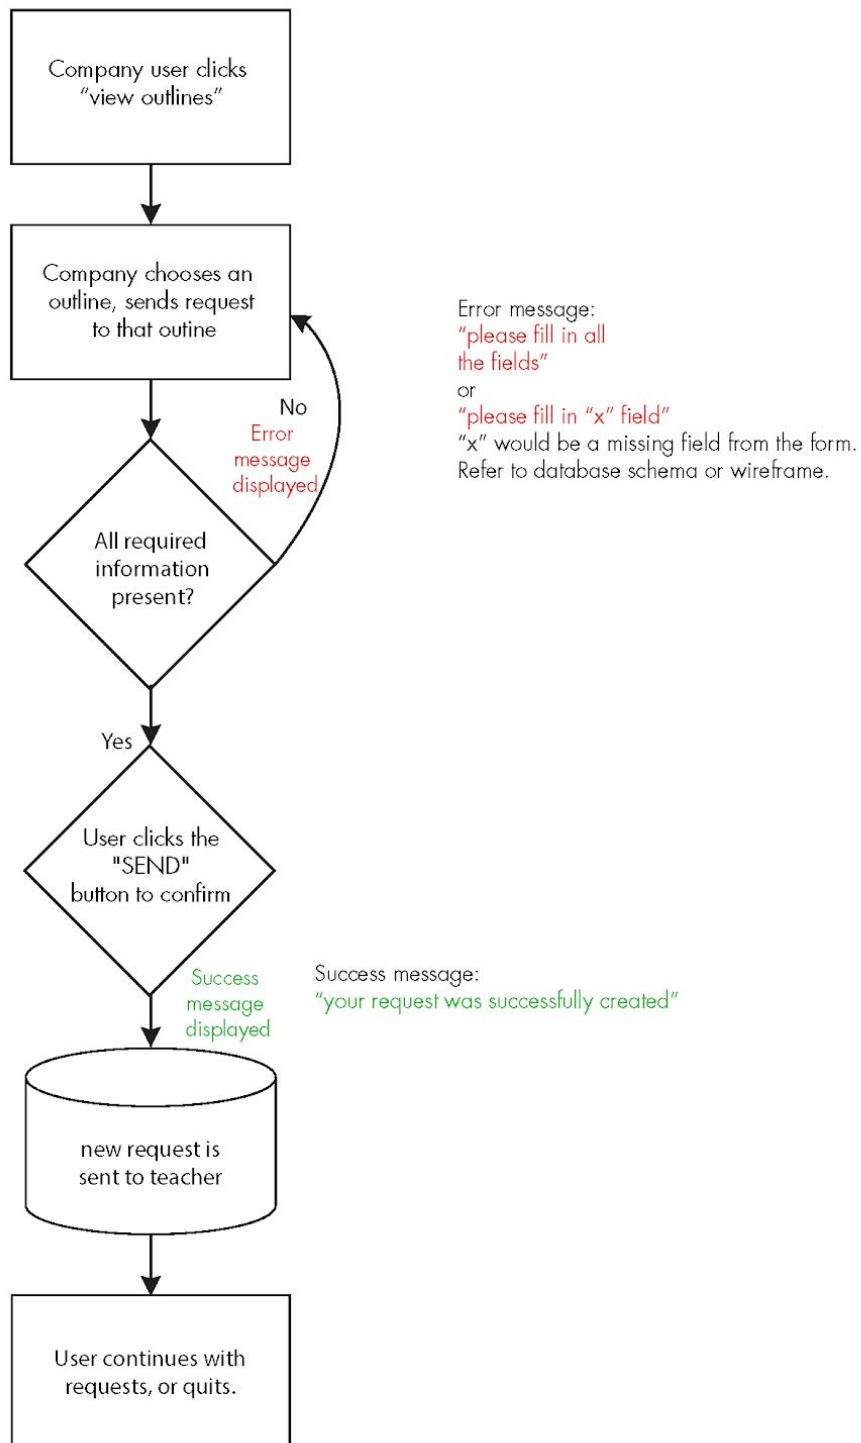 Company user clicks
“view outlines”
Company chooses an
outline, sends request
to that outine
Error message:
“please fill in all
the fields”
or
“please fill in “x” field”
“x” would be a missing field from the form.
Refer to database schema or wireframe.
No
Error
message
displayed
All required
information
present?
Yes
User clicks the
"SEND"
button to confirm
Success
message
displayed
Success message:
“your request was successfully created”
new request is
sent to teacher
User continues with
requests, or quits.